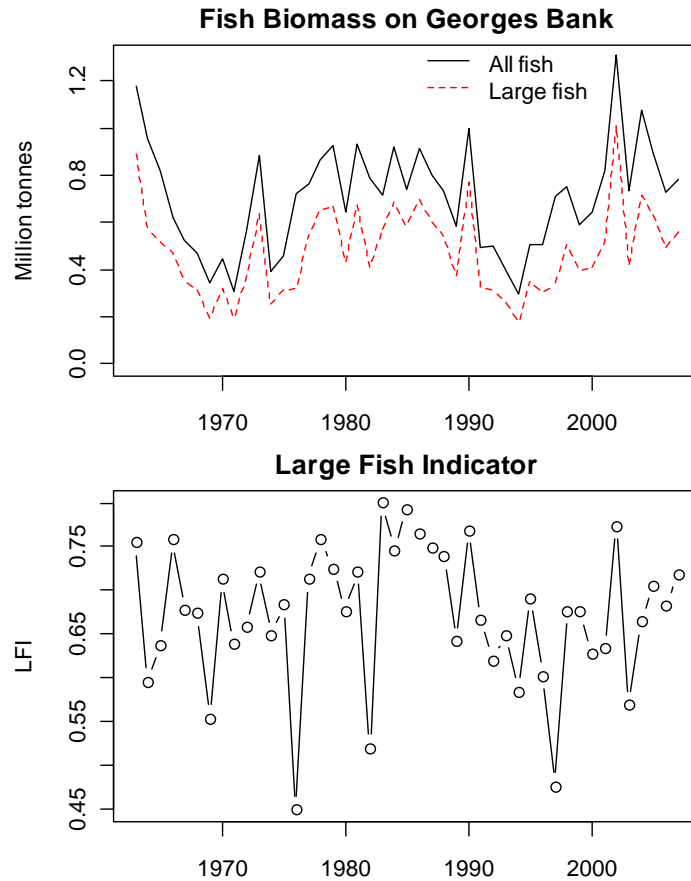 Fish Biomass on Georges Bank
All fish
Large fish
Million tonnes
1.2
0.8
0.4
0.0
1970 1980 1990 2000
Large Fish Indicator
LFI
0.75
0.65
0.55
0.45
1970 1980 1990 2000